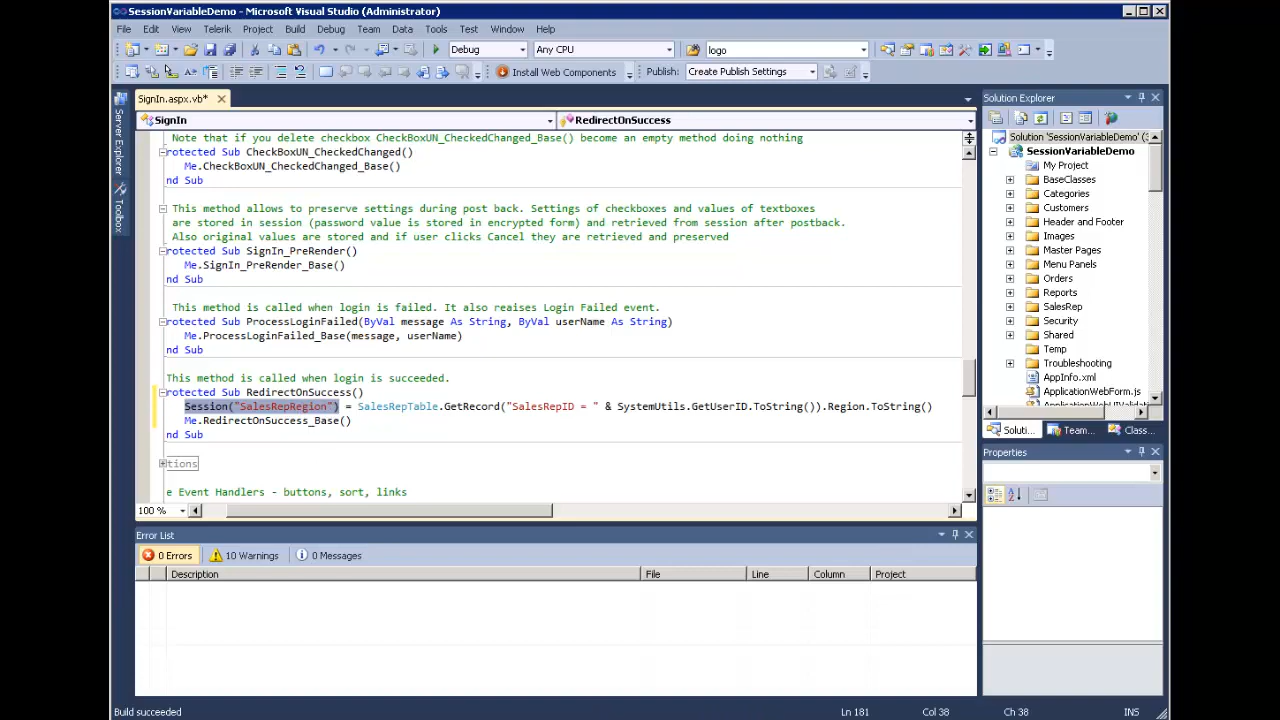 SessionVariableDemo - Microsoft Visual Studio (Administrator)
File Edit View Telerik Project Build Debug Team Data Tools Test Window Help
Debug Any CPU logo
Install Web Components Publish: Create Publish Settings
SignIn.aspx.vb*
SignIn RedirectOnSuccess
Note that if you delete checkbox CheckBoxUN_CheckedChanged_Base() become an empty method doing nothing
rotected Sub CheckBoxUN_CheckedChanged()
Me.CheckBoxUN_CheckedChanged_Base()
nd Sub
This method allows to preserve settings during post back. Settings of checkboxes and values of textboxes
are stored in session (password value is stored in encrypted form) and retrieved from session after postback.
Also original values are stored and if user clicks Cancel they are retrieved and preserved
rotected Sub SignIn_PreRender()
Me.SignIn_PreRender_Base()
nd Sub
This method is called when login is failed. It also reaises Login Failed event.
rotected Sub ProcessLoginFailed(ByVal message As String, ByVal userName As String)
Me.ProcessLoginFailed_Base(message, userName)
nd Sub
This method is called when login is succeeded.
rotected Sub RedirectOnSuccess()
Session("SalesRepRegion") = SalesRepTable.GetRecord("SalesRepID = " & SystemUtils.GetUserID.ToString()).Region.ToString()
Me.RedirectOnSuccess_Base()
nd Sub
tions
e Event Handlers - buttons, sort, links
100 %
Server Explorer
Toolbox
Solution Explorer
Solution 'SessionVariableDemo' (
SessionVariableDemo
My Project
BaseClasses
Categories
Customers
Header and Footer
Images
Master Pages
Menu Panels
Orders
Reports
SalesRep
Security
Shared
Temp
Troubleshooting
AppInfo.xml
ApplicationWebForm.js
Soluti... Team... Class...
Properties
Error List
0 Errors 10 Warnings 0 Messages
Description File Line Column Project
Build succeeded Ln 181 Col 38 Ch 38 INS